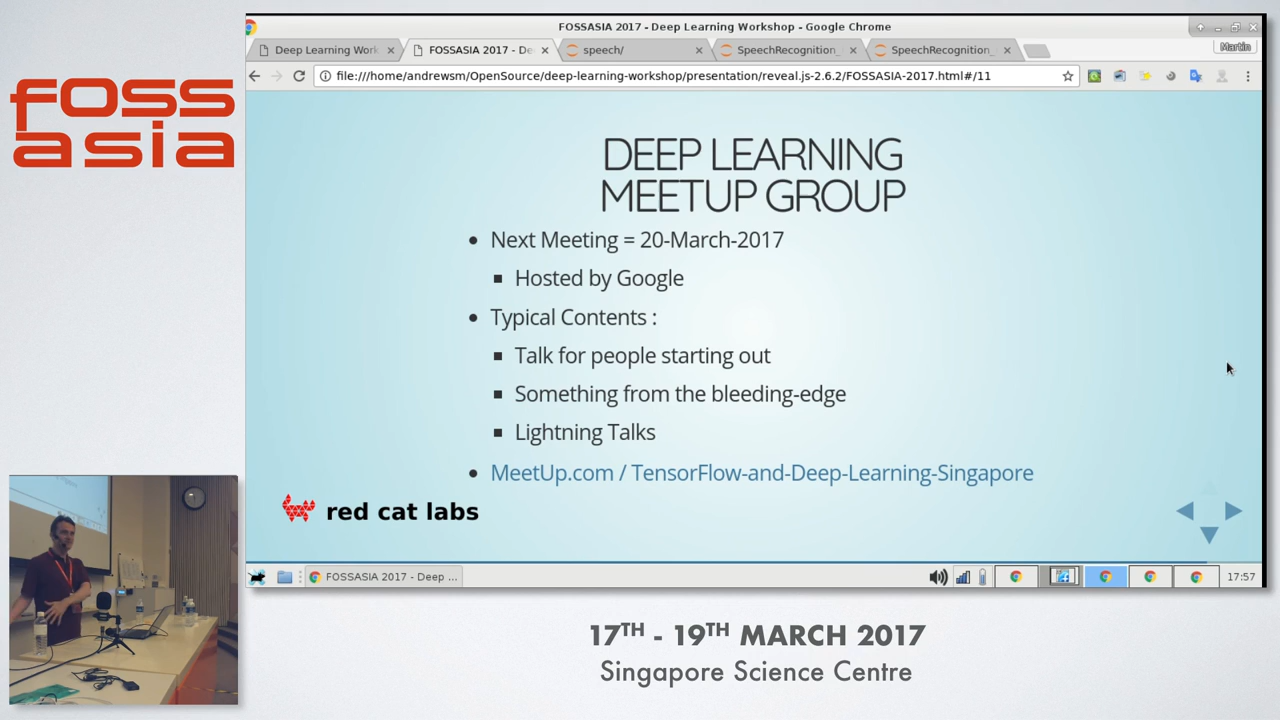 foss
asia
FOSSASIA 2017 - Deep Learning Workshop - Google Chrome
Deep Learning Work
FOSSASIA 2017 - De
speech/
SpeechRecognition_
SpeechRecognition_
Martin
file:///home/andrewsm/OpenSource/deep-learning-workshop/presentation/reveal.js-2.6.2/FOSSASIA-2017.html#/11
DEEP LEARNING
MEETUP GROUP
Next Meeting = 20-March-2017
Hosted by Google
Typical Contents :
Talk for people starting out
Something from the bleeding-edge
Lightning Talks
MeetUp.com / TensorFlow-and-Deep-Learning-Singapore
red cat labs
FOSSASIA 2017 - Deep ...
17:57
17TH - 19TH MARCH 2017
Singapore Science Centre